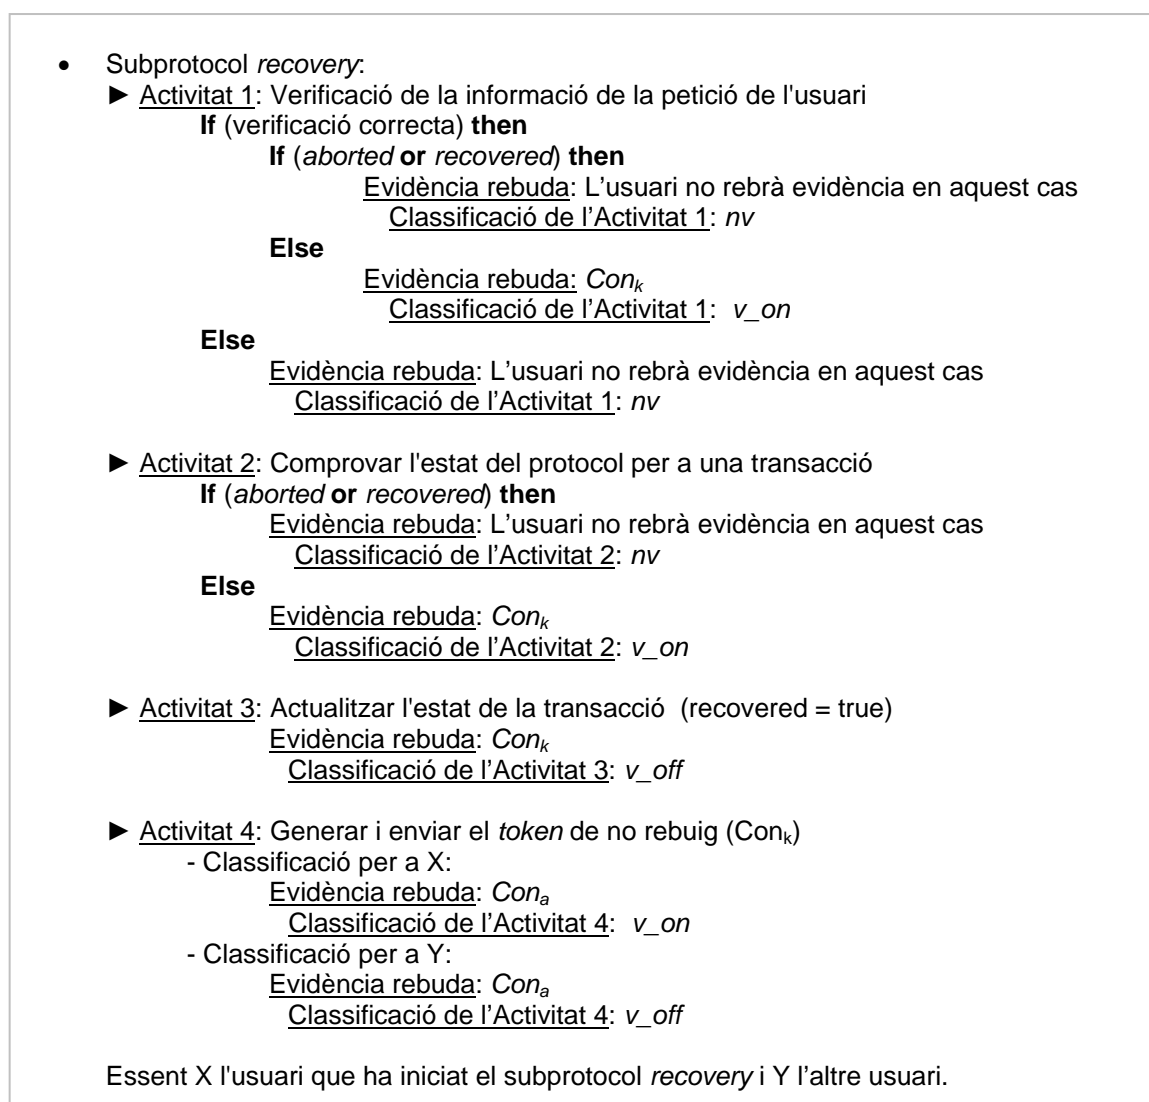 • Subprotocol recovery:
► Activitat 1: Verificació de la informació de la petició de l'usuari
If (verificació correcta) then
If (aborted or recovered) then
Evidència rebuda: L’usuari no rebrà evidència en aquest cas
Classificació de l’Activitat 1: nv
Else
Evidència rebuda: Conk
Classificació de l’Activitat 1: v_on
Else
Evidència rebuda: L’usuari no rebrà evidència en aquest cas
Classificació de l’Activitat 1: nv
► Activitat 2: Comprovar l'estat del protocol per a una transacció
If (aborted or recovered) then
Evidència rebuda: L’usuari no rebrà evidència en aquest cas
Classificació de l’Activitat 2: nv
Else
Evidència rebuda: Conk
Classificació de l’Activitat 2: v_on
► Activitat 3: Actualitzar l'estat de la transacció (recovered = true)
Evidència rebuda: Conk
Classificació de l’Activitat 3: v_off
► Activitat 4: Generar i enviar el token de no rebuig (Conk)
- Classificació per a X:
Evidència rebuda: Cona
Classificació de l’Activitat 4: v_on
- Classificació per a Y:
Evidència rebuda: Cona
Classificació de l’Activitat 4: v_off
Essent X l'usuari que ha iniciat el subprotocol recovery i Y l’altre usuari.